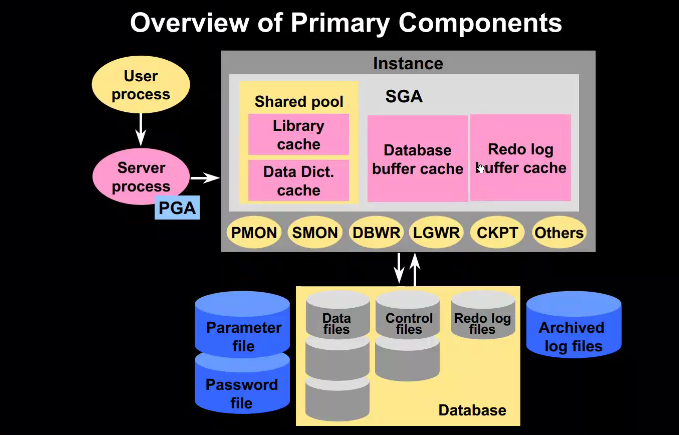 Overview of Primary Components
User
process
Server
process
PGA
Instance
SGA
Shared pool
Library
cache
Data Dict.
cache
Database
buffer cache
Redo log
buffer cache
PMON
SMON
DBWR
LGWR
CKPT
Others
Parameter
file
Password
file
Data
files
Control
files
Redo log
files
Database
Archived
log files